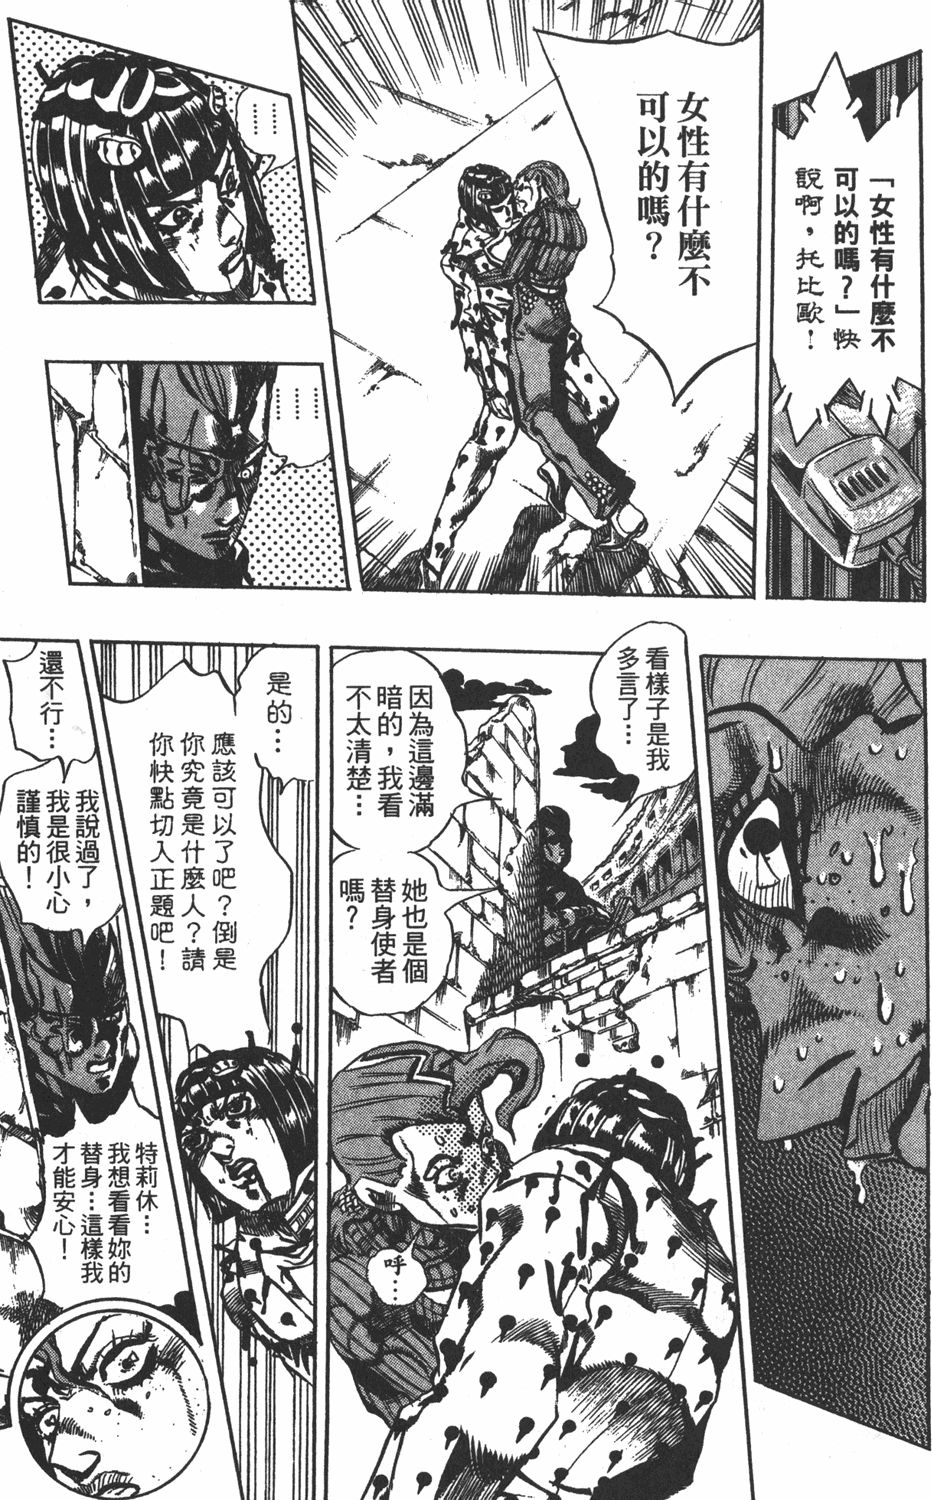 「女性有什麼不
可以的嗎？」快
說啊，托比歐！
女性有什麼不
可以的嗎？
……
……
看樣子是我
多言了…
因為這邊滿
暗的，我看
不太清楚…
她也是個
替身使者
嗎？
呼…
是的…
應該可以了吧？倒是
你究竟是什麼人？請
你快點切入正題吧！
還不行…
我說過了，
我是很小心
謹慎的！
特莉休…
我想看看妳的
替身…這樣我
才能安心！